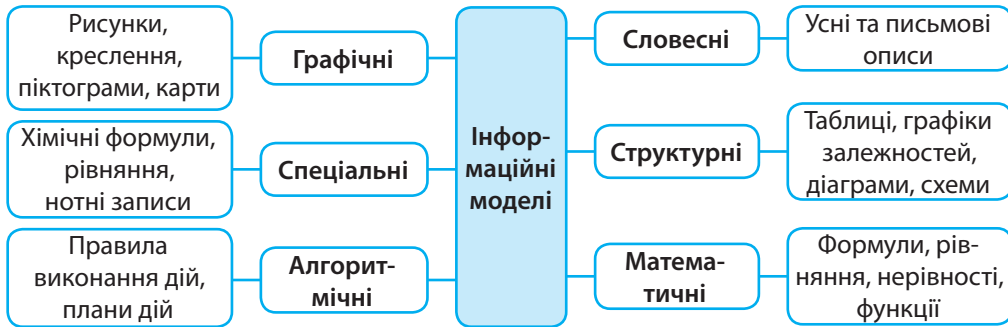 Рисунки,
креслення,
піктограми, карти
Графічні
Хімічні формули,
рівняння,
нотні записи
Спеціальні
Правила
виконання дій,
плани дій
Алгорит-
мічні
Інфор-
маційні
моделі
Словесні
Усні та письмові
описи
Структурні
Таблиці, графіки
залежностей,
діаграми, схеми
Матема-
тичні
Формули, рів-
няння, нерівності,
функції